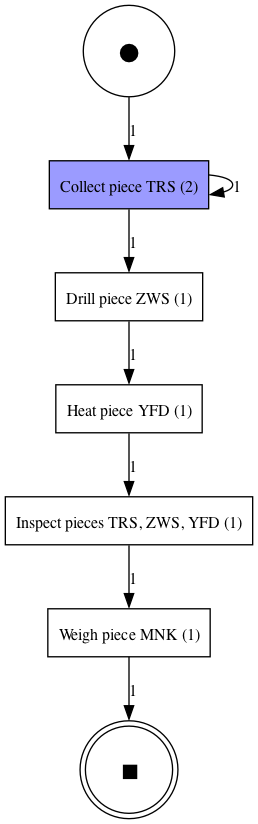 1
Collect piece TRS (2)
1
1
Drill piece ZWS (1)
1
Heat piece YFD (1)
1
Inspect pieces TRS, ZWS, YFD (1)
1
Weigh piece MNK (1)
1